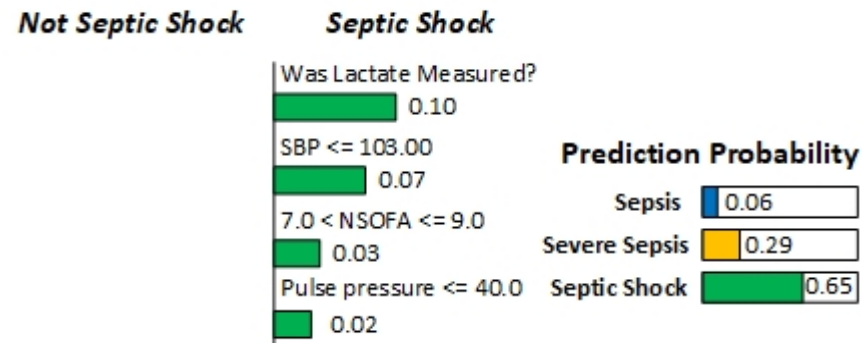 Not Septic Shock
Septic Shock
Was Lactate Measured?
0.10
SBP <= 103.00
0.07
7.0 < NSOFA <= 9.0
0.03
Pulse pressure <= 40.0
0.02
Prediction Probability
Sepsis 0.06
Severe Sepsis 0.29
Septic Shock 0.65